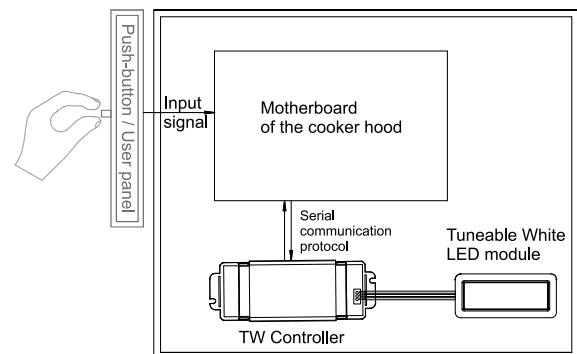 Push-button / User panel
Input
signal
Motherboard
of the cooker hood
Serial
communication
protocol
Tuneable White
LED module
TW Controller